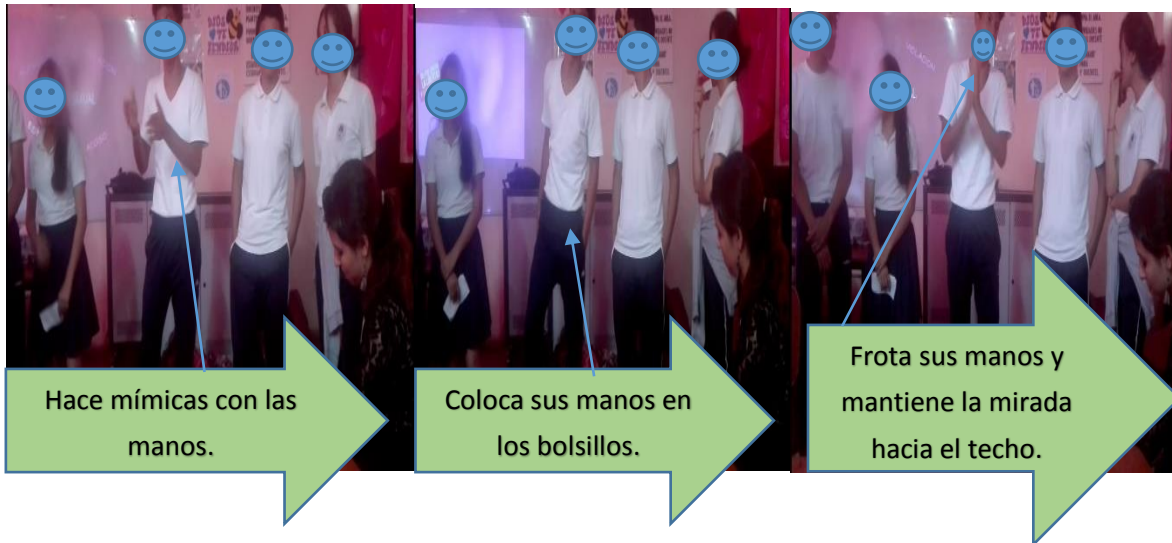 Hace mímicas con las
manos.
Coloca sus manos en
los bolsillos.
Frota sus manos y
mantiene la mirada
hacia el techo.